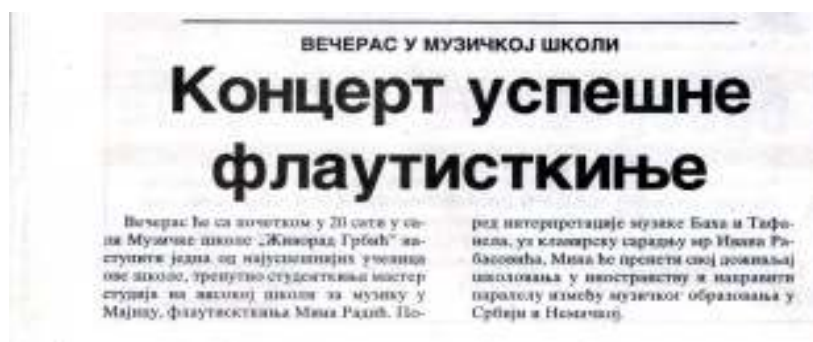 ВЕЧЕРАС У МУЗИЧКОЈ ШКОЛИ
Концерт успешне
флаутисткиње
Вечерас ће са почетком у 20 сати у са-
ли Музичке школе „Живорад Грбић” на-
ступити једна од најуспешнијих ученица
ове школе, тренутно студенткиња мастер
студија на високој школи за музику у
Мајнцу, флаутисткиња Мина Радић. По-
ред интерпретације музике Баха и Тафа-
нела, уз клавирску сарадњу мр Ивана Ра-
басовића, Мина ће пренети свој доживљај
школовања у иностранству и направити
паралелу између музичког образовања у
Србији и Немачкој.